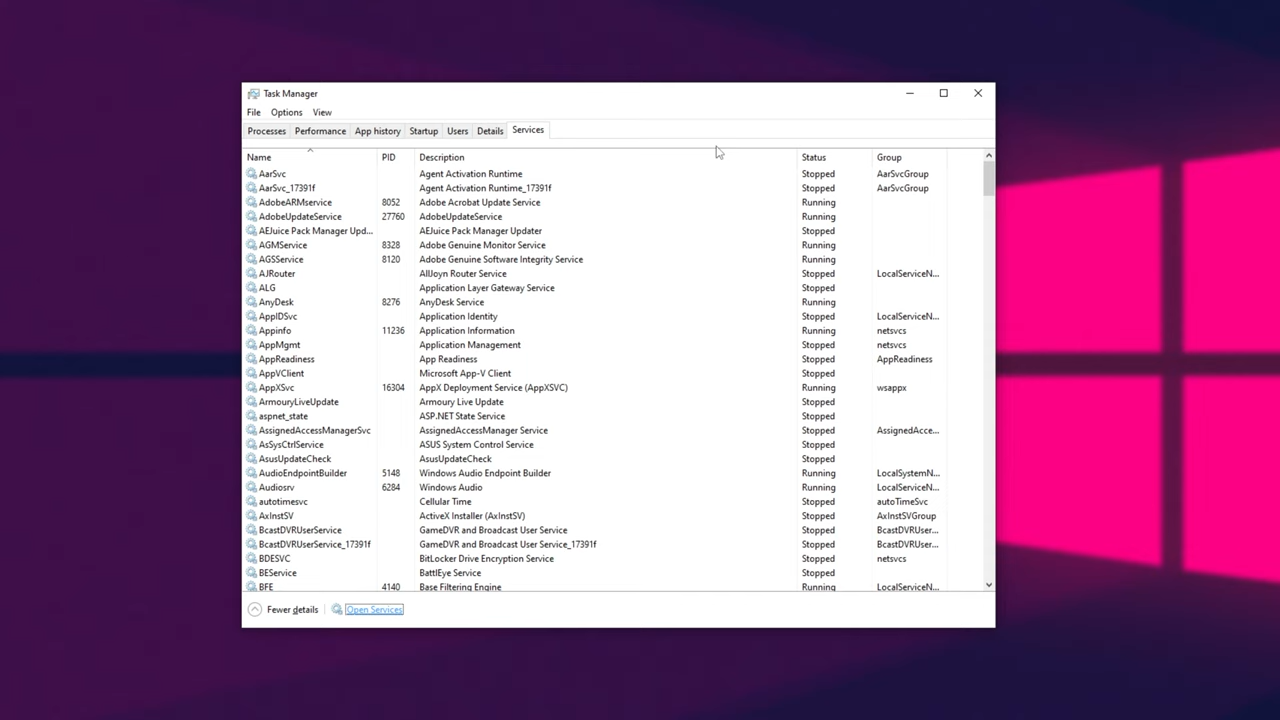 Task Manager
File Options View
Processes Performance App history Startup Users Details Services
Name PID Description Status Group
AarSvc Agent Activation Runtime Stopped AarSvcGroup
AarSvc_17391f Agent Activation Runtime_17391f Stopped AarSvcGroup
AdobeARMservice 8052 Adobe Acrobat Update Service Running
AdobeUpdateService 27760 AdobeUpdateService Running
AEJuice Pack Manager Upd... AEJuice Pack Manager Updater Stopped
AGMService 8328 Adobe Genuine Monitor Service Running
AGSService 8120 Adobe Genuine Software Integrity Service Running
AJRouter AllJoyn Router Service Stopped LocalServiceN...
ALG Application Layer Gateway Service Stopped
AnyDesk 8276 AnyDesk Service Running
AppIDSvc Application Identity Stopped LocalServiceN...
Appinfo 11236 Application Information Running netsvcs
AppMgmt Application Management Stopped netsvcs
AppReadiness App Readiness Stopped AppReadiness
AppVClient Microsoft App-V Client Stopped
AppXSvc 16304 AppX Deployment Service (AppXSVC) Running wsappx
ArmouryLiveUpdate Armoury Live Update Stopped
aspnet_state ASP.NET State Service Stopped
AssignedAccessManagerSvc AssignedAccessManager Service Stopped AssignedAcce...
AsSysCtrlService ASUS System Control Service Stopped
AsusUpdateCheck AsusUpdateCheck Stopped
AudioEndpointBuilder 5148 Windows Audio Endpoint Builder Running LocalSystemN...
Audiosrv 6284 Windows Audio Running LocalServiceN...
autotimesvc Cellular Time Stopped autoTimeSvc
AxInstSV ActiveX Installer (AxInstSV) Stopped AxInstSVGroup
BcastDVRUserService GameDVR and Broadcast User Service Stopped BcastDVRUser...
BcastDVRUserService_17391f GameDVR and Broadcast User Service_17391f Stopped BcastDVRUser...
BDESVC BitLocker Drive Encryption Service Stopped netsvcs
BEService BattlEye Service Stopped
BFE 4140 Base Filtering Engine Running LocalServiceN...
Fewer details Open Services